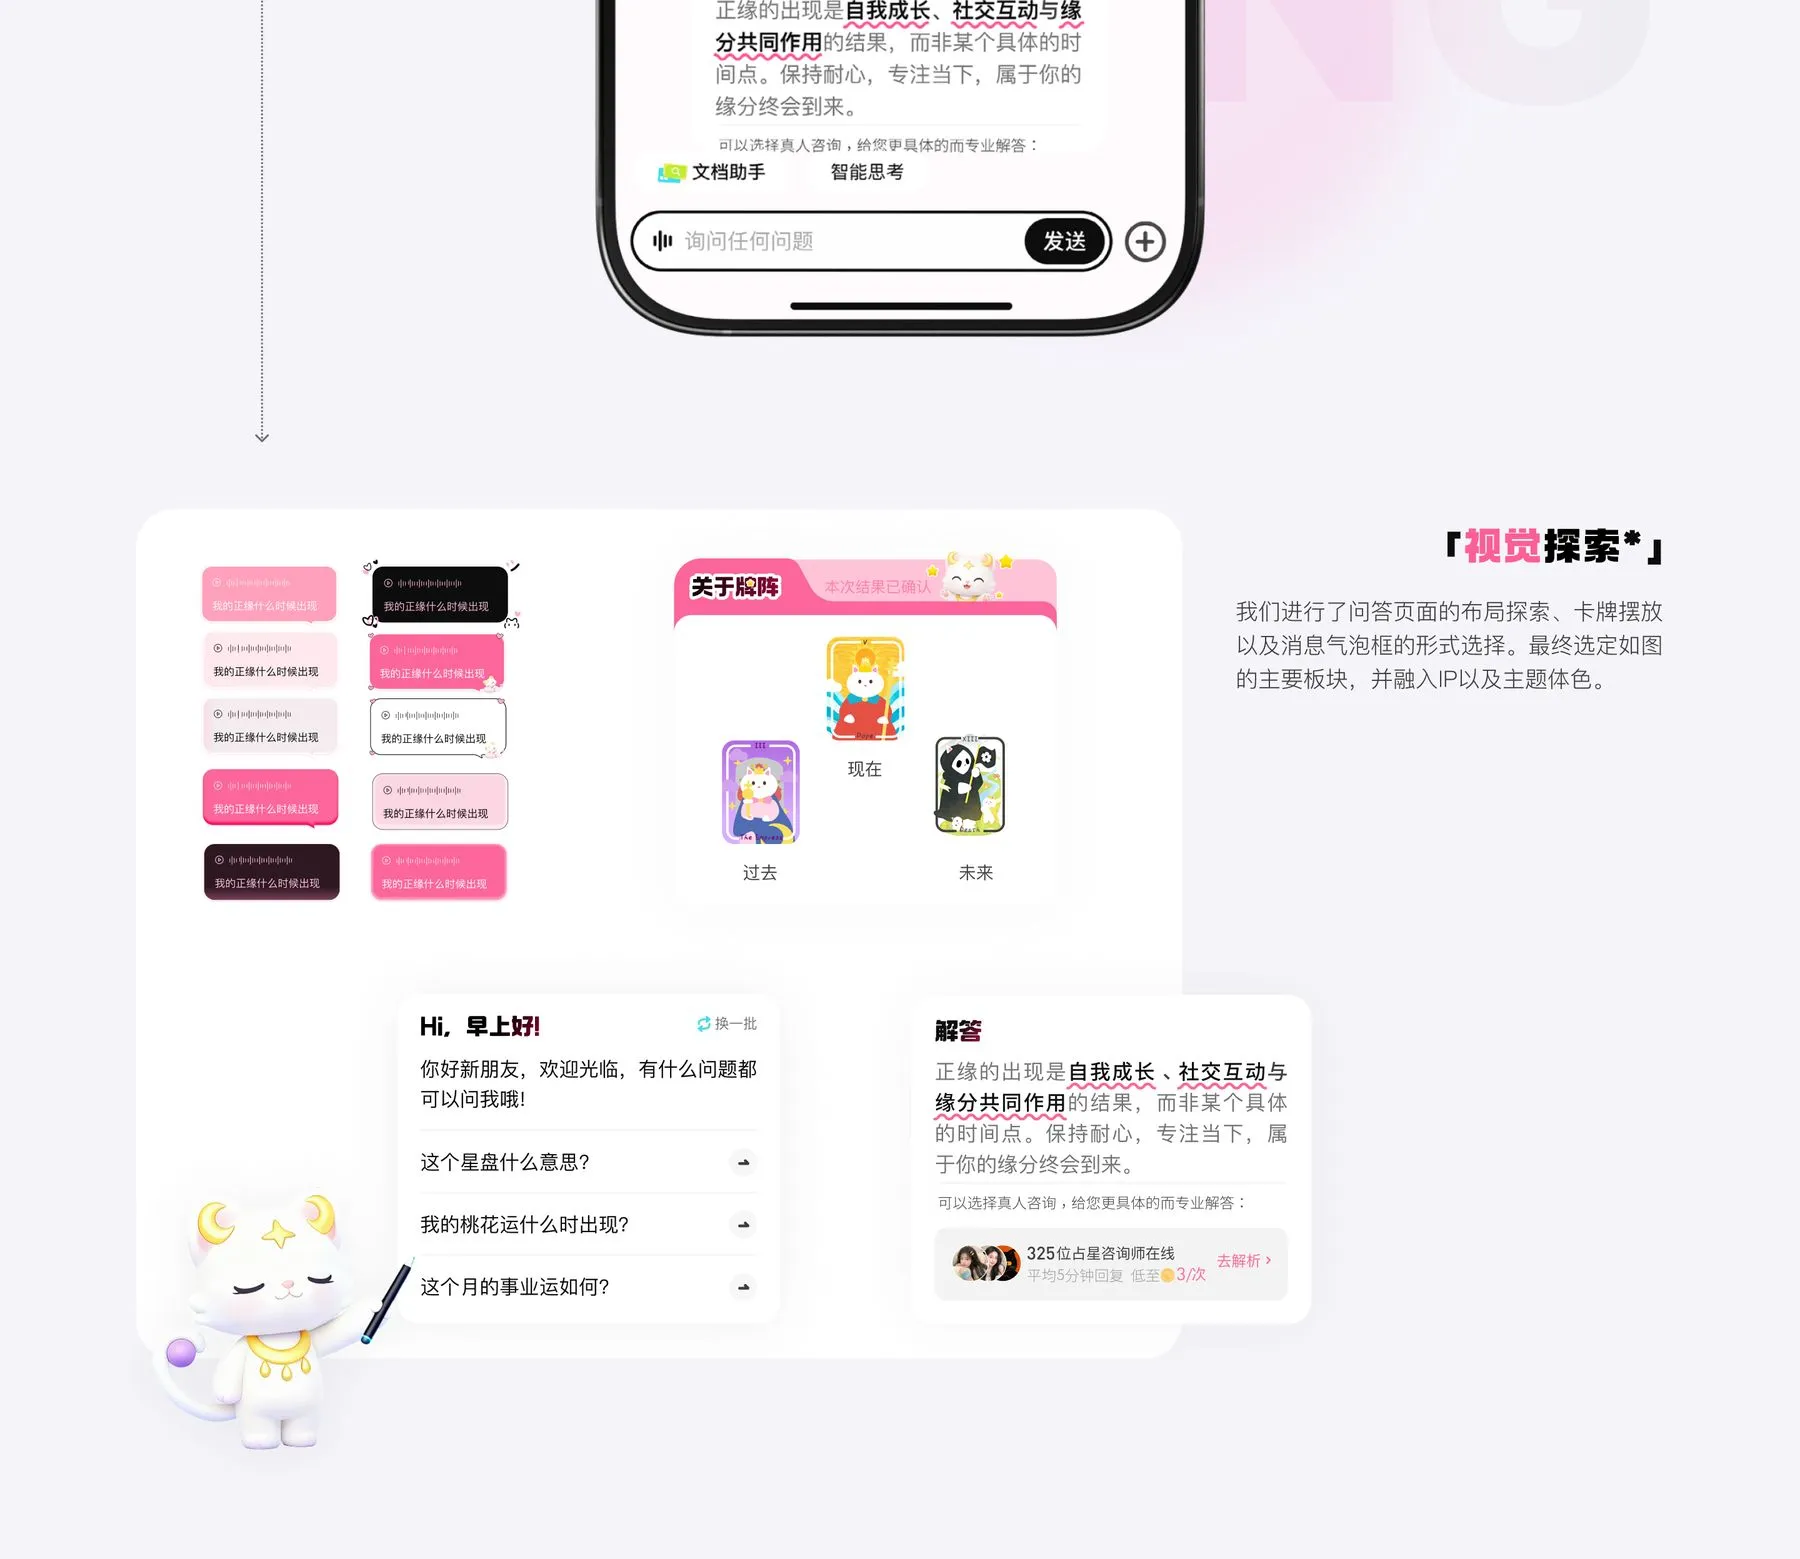 正缘的出现是自我成长、社交互动与缘
分共同作用的结果，而非某个具体的时
间点。保持耐心，专注当下，属于你的
缘分终会到来。
可以选择真人咨询，给您更具体的而专业解答：
文档助手
智能思考
询问任何问题
发送
NG
「视觉探索*」
我们进行了问答页面的布局探索、卡牌摆放
以及消息气泡框的形式选择。最终选定如图
的主要板块，并融入IP以及主题体色。
我的正缘什么时候出现
我的正缘什么时候出现
我的正缘什么时候出现
我的正缘什么时候出现
我的正缘什么时候出现
我的正缘什么时候出现
我的正缘什么时候出现
我的正缘什么时候出现
我的正缘什么时候出现
我的正缘什么时候出现
关于牌阵
本次结果已确认
V
Pope
现在
III
The Empress
过去
XIII
Death
未来
Hi，早上好!
换一批
你好新朋友，欢迎光临，有什么问题都
可以问我哦!
这个星盘什么意思?
我的桃花运什么时出现?
这个月的事业运如何?
解答
正缘的出现是自我成长、社交互动与
缘分共同作用的结果，而非某个具体
的时间点。保持耐心，专注当下，属
于你的缘分终会到来。
可以选择真人咨询，给您更具体的而专业解答：
325位占星咨询师在线
平均5分钟回复 低至3/次
去解析 >